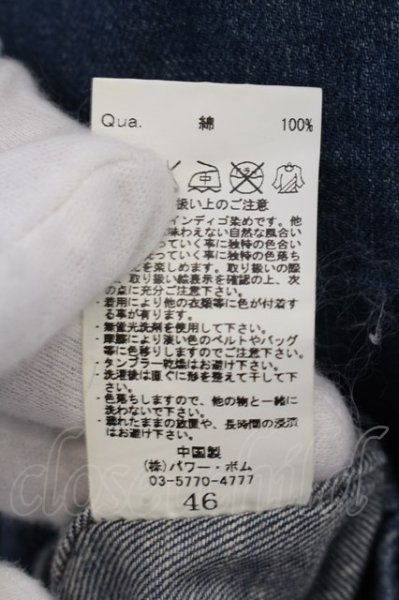 Qua. 綿 100%
中
扱い上のご注意
インディゴ染めです。他
味わえない自然な風合い
っていく事に独特の色合い
っていく事に独特の色落ち
を楽しめます。取り扱いの際
、取り扱い絵表示を確認の上、次
の点に充分ご注意下さい。
・着用により他の衣類等に色が付着す
る事が有ります。
・無蛍光洗剤を使用して下さい。
・摩擦により淡い色のベルトやバッグ
等に色移りしますのでご注意下さい。
・タンブラー乾燥はお避け下さい。
・洗濯後は直ぐに形を整えて干して下
さい。
・色落ちしますので、他の物と一緒に
洗わないで下さい。
・濡れたままでの放置や、長時間の浸漬
はお避け下さい。
中国製
(株)パワー・ボム
03-5770-4777
46